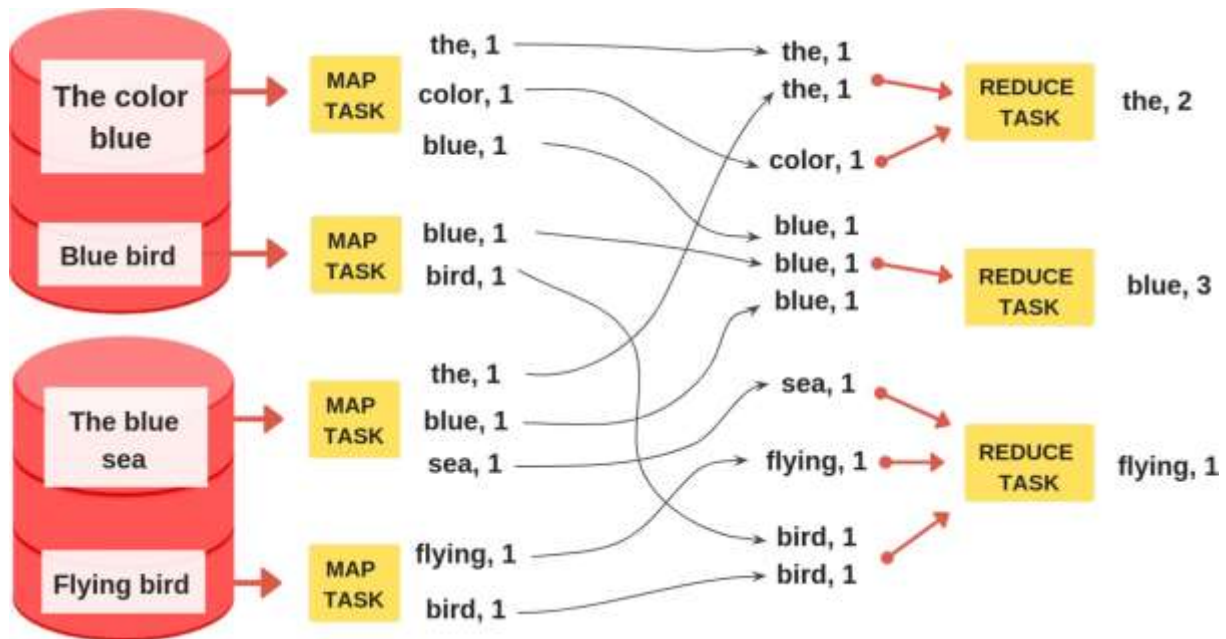 The color
blue
Blue bird
The blue
sea
Flying bird
MAP
TASK
MAP
TASK
MAP
TASK
MAP
TASK
the, 1
color, 1
blue, 1
blue, 1
bird, 1
the, 1
blue, 1
sea, 1
flying, 1
bird, 1
the, 1
the, 1
color, 1
blue, 1
blue, 1
blue, 1
sea, 1
flying, 1
bird, 1
bird, 1
REDUCE
TASK
REDUCE
TASK
REDUCE
TASK
the, 2
blue, 3
flying, 1